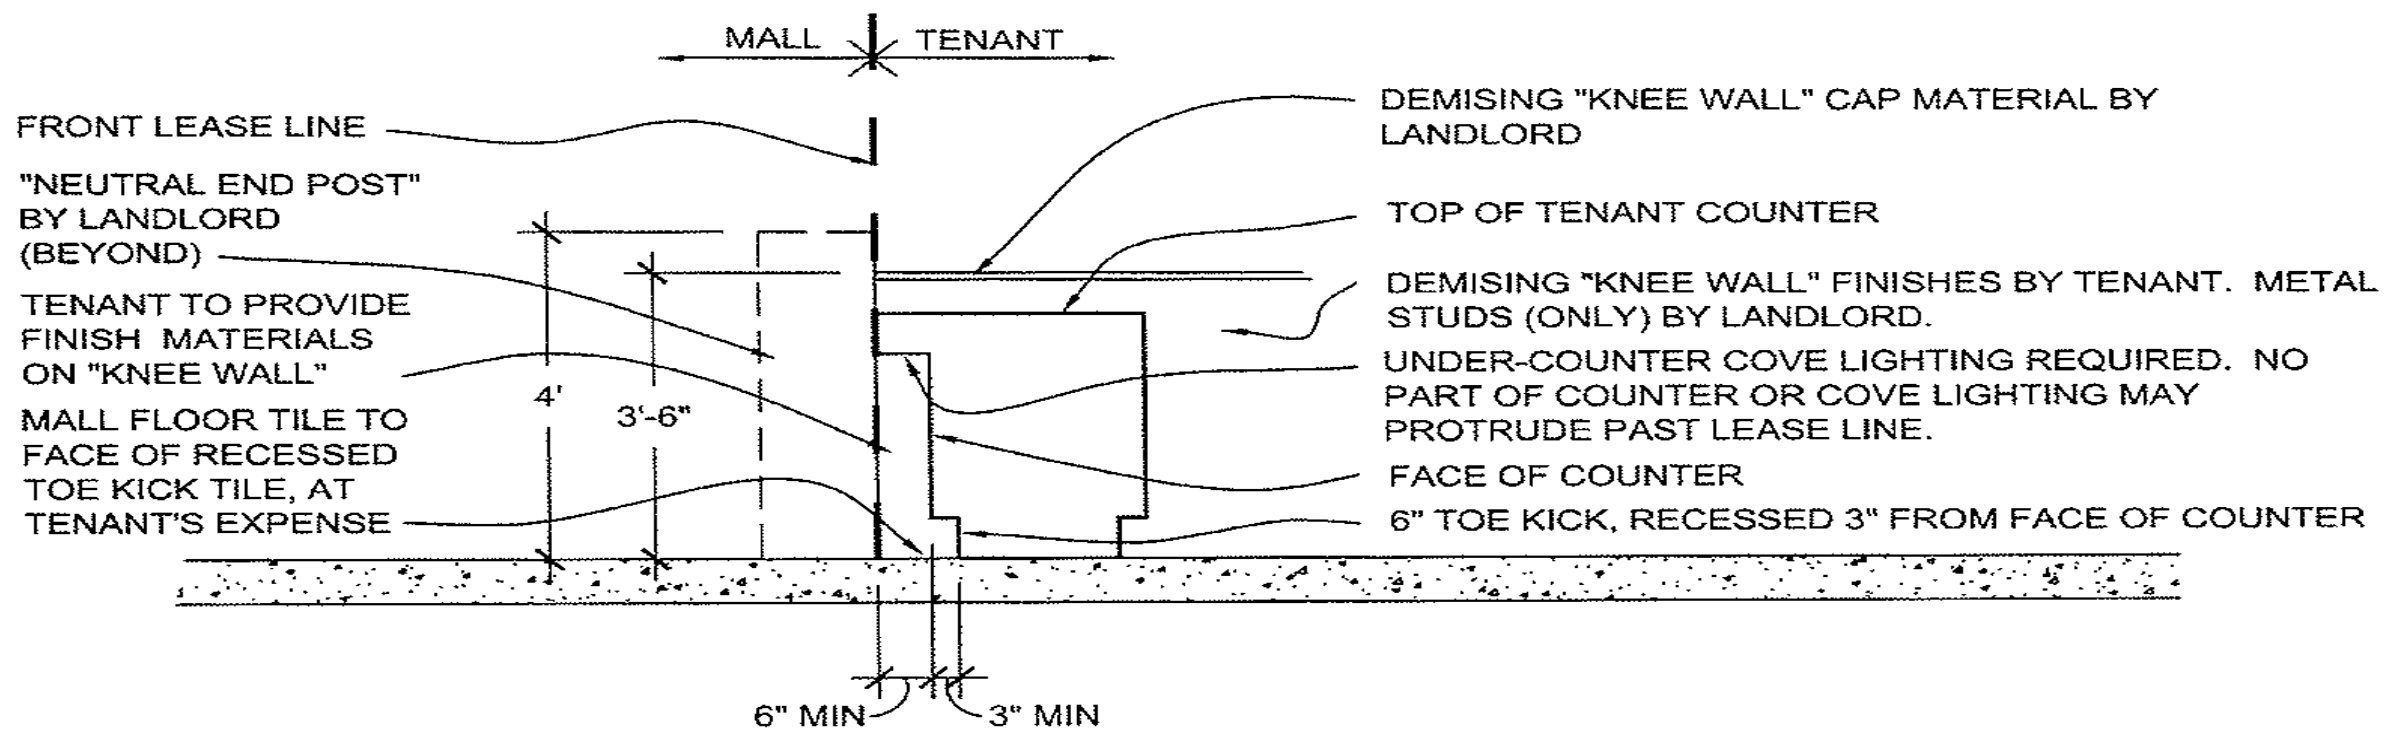 MALL
TENANT
FRONT LEASE LINE
"NEUTRAL END POST"
BY LANDLORD
(BEYOND)
TENANT TO PROVIDE
FINISH MATERIALS
ON "KNEE WALL"
MALL FLOOR TILE TO
FACE OF RECESSED
TOE KICK TILE, AT
TENANT'S EXPENSE
4'
3'-6"
DEMISING "KNEE WALL" CAP MATERIAL BY
LANDLORD
TOP OF TENANT COUNTER
DEMISING "KNEE WALL" FINISHES BY TENANT. METAL
STUDS (ONLY) BY LANDLORD.
UNDER-COUNTER COVE LIGHTING REQUIRED. NO
PART OF COUNTER OR COVE LIGHTING MAY
PROTRUDE PAST LEASE LINE.
FACE OF COUNTER
6" TOE KICK, RECESSED 3" FROM FACE OF COUNTER
6" MIN
3" MIN